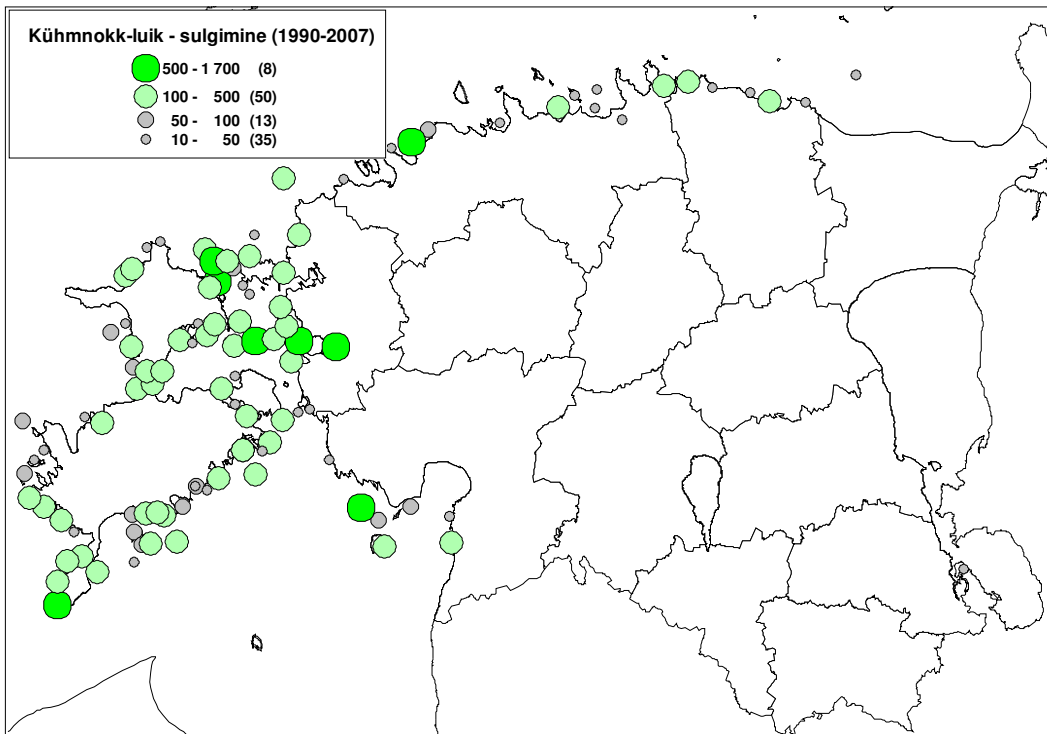 Kühmnokk-luik - sulgimine (1990-2007)
500 - 1 700 (8)
100 - 500 (50)
50 - 100 (13)
10 - 50 (35)